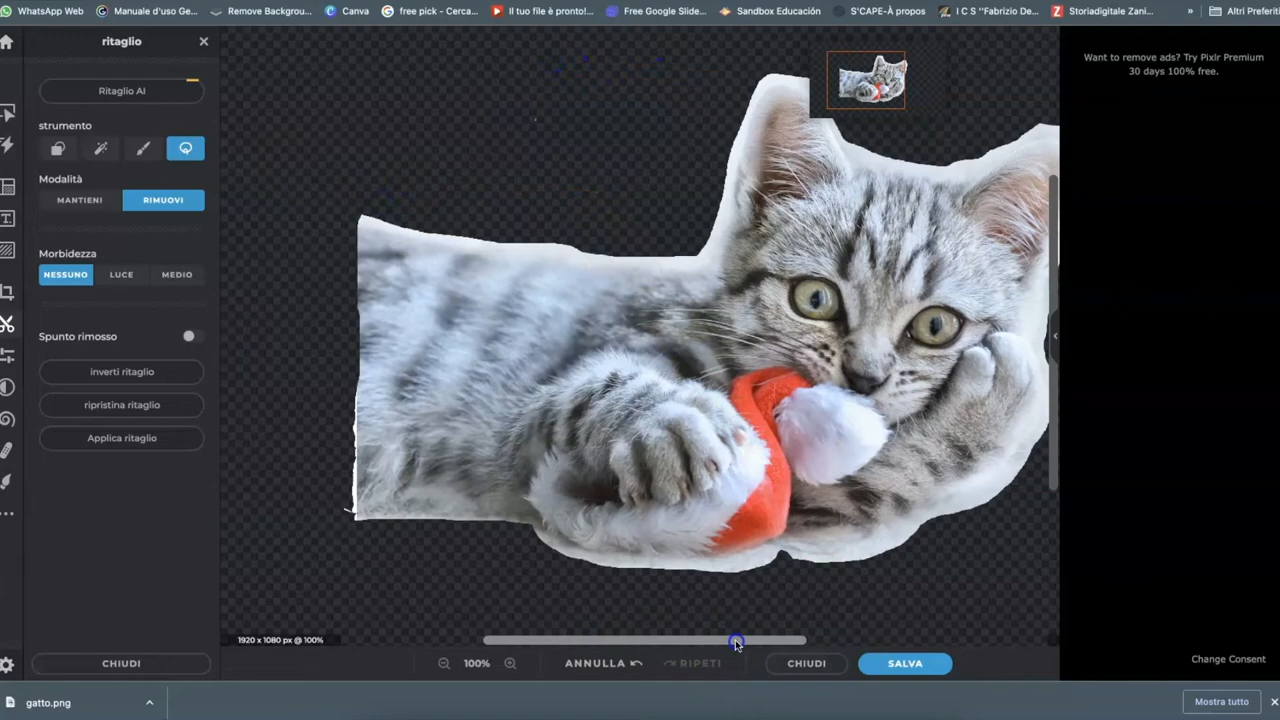 WhatsApp Web
Manuale d'uso Ge...
Remove Backgrou...
Canva
free pick - Cerca...
Il tuo file è pronto!...
Free Google Slide...
Sandbox Educación
S'CAPE-À propos
I C S ''Fabrizio De...
Storiadigitale Zani...
»
Altri Preferiti
ritaglio
Ritaglio AI
strumento
Modalità
MANTIENI
RIMUOVI
Morbidezza
NESSUNO
LUCE
MEDIO
Spunto rimosso
inverti ritaglio
ripristina ritaglio
Applica ritaglio
CHIUDI
Want to remove ads? Try Pixlr Premium
30 days 100% free.
1920 x 1080 px @ 100%
100%
ANNULLA
RIPETI
CHIUDI
SALVA
Change Consent
gatto.png
Mostra tutto